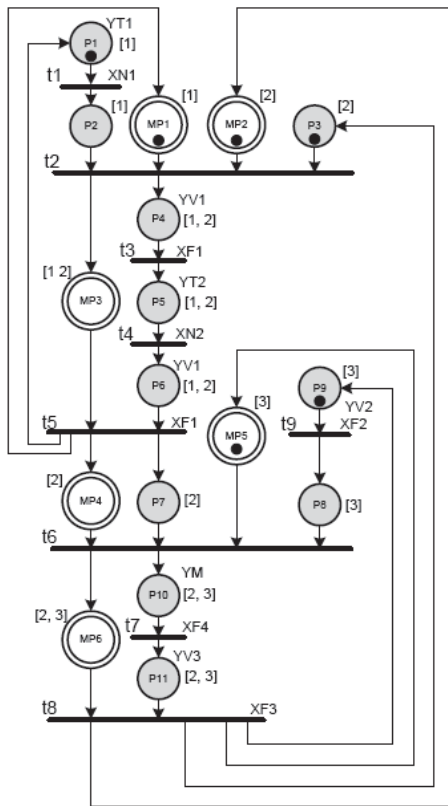 YT1
P1 [1]
t1 XN1
P2 [1]
MP1 [1]
MP2 [2]
P3 [2]
t2
P4 YV1 [1, 2]
t3 XF1
MP3 [1 2]
P5 YT2 [1, 2]
t4 XN2
P6 YV1 [1, 2]
t5 XF1
MP5 [3]
P9 [3] YV2
t9 XF2
MP4 [2]
P7 [2]
P8 [3]
t6
P10 YM [2, 3]
t7 XF4
MP6 [2, 3]
P11 YV3 [2, 3]
t8 XF3